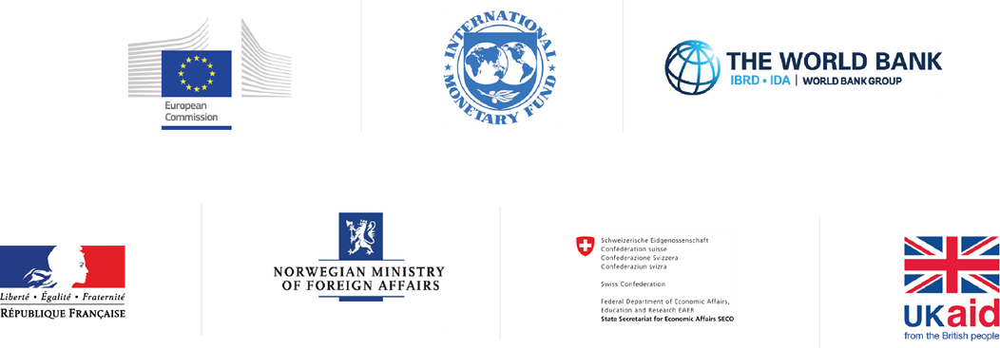 European
Commission
INTERNATIONAL
MONETARY FUND
THE WORLD BANK
IBRD • IDA | WORLD BANK GROUP
Liberté • Égalité • Fraternité
RÉPUBLIQUE FRANÇAISE
NORWEGIAN MINISTRY
OF FOREIGN AFFAIRS
Schweizerische Eidgenossenschaft
Confédération suisse
Confederazione Svizzera
Confederaziun svizra
Swiss Confederation
Federal Department of Economic Affairs,
Education and Research EAER
State Secretariat for Economic Affairs SECO
UKaid
from the British people